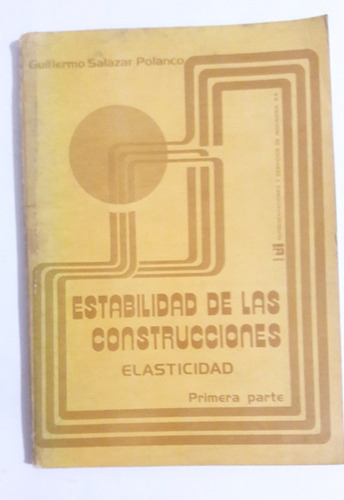 Guillermo Salazar Polanco
ESTABILIDAD DE LAS
CONSTRUCCIONES
ELASTICIDAD
Primera parte